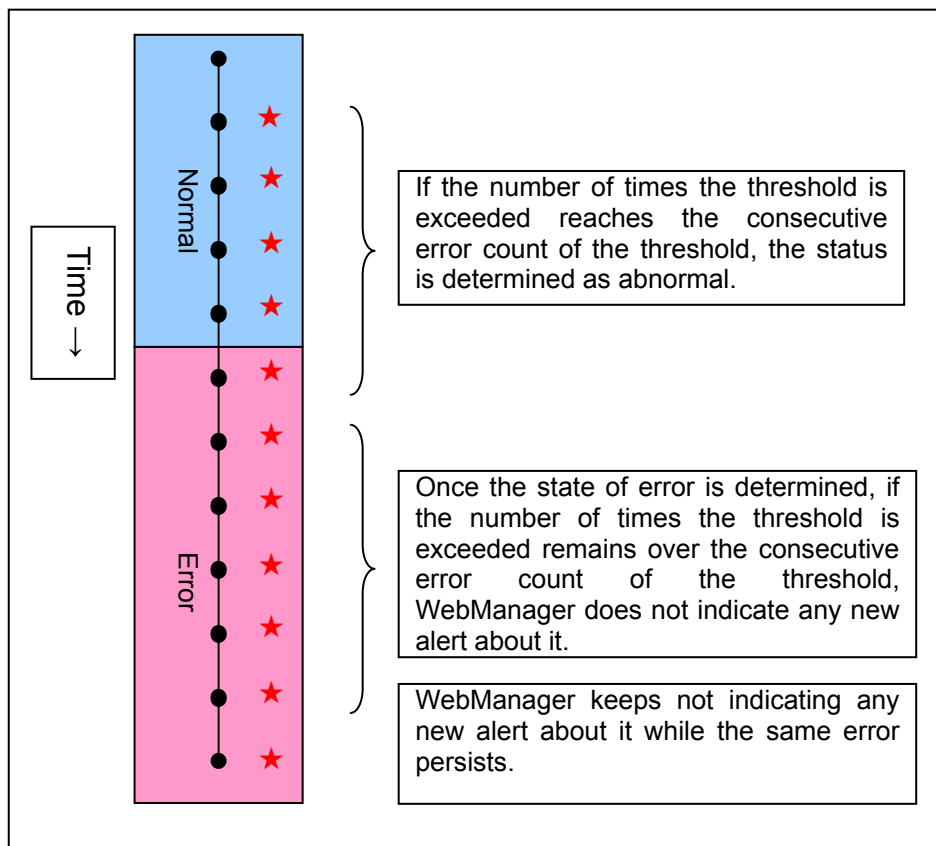 Normal
Time →
Error
If the number of times the threshold is
exceeded reaches the consecutive
error count of the threshold, the status
is determined as abnormal.
Once the state of error is determined, if
the number of times the threshold is
exceeded remains over the consecutive
error count of the threshold,
WebManager does not indicate any new
alert about it.
WebManager keeps not indicating any
new alert about it while the same error
persists.